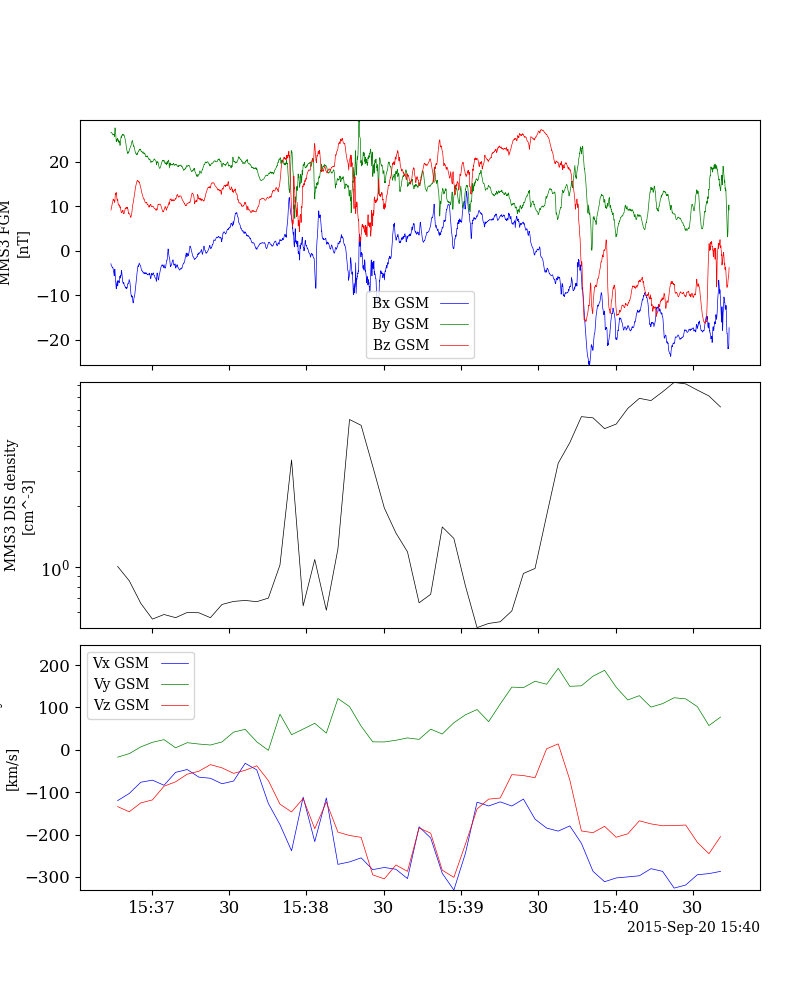 20
10
0
−10
−20
MMS3 FGM
[nT]
Bx GSM
By GSM
Bz GSM
10^0
MMS3 DIS density
[cm^-3]
200
100
0
−100
−200
−300
[km/s]
Vx GSM
Vy GSM
Vz GSM
15:37 30 15:38 30 15:39 30 15:40 30
2015-Sep-20 15:40